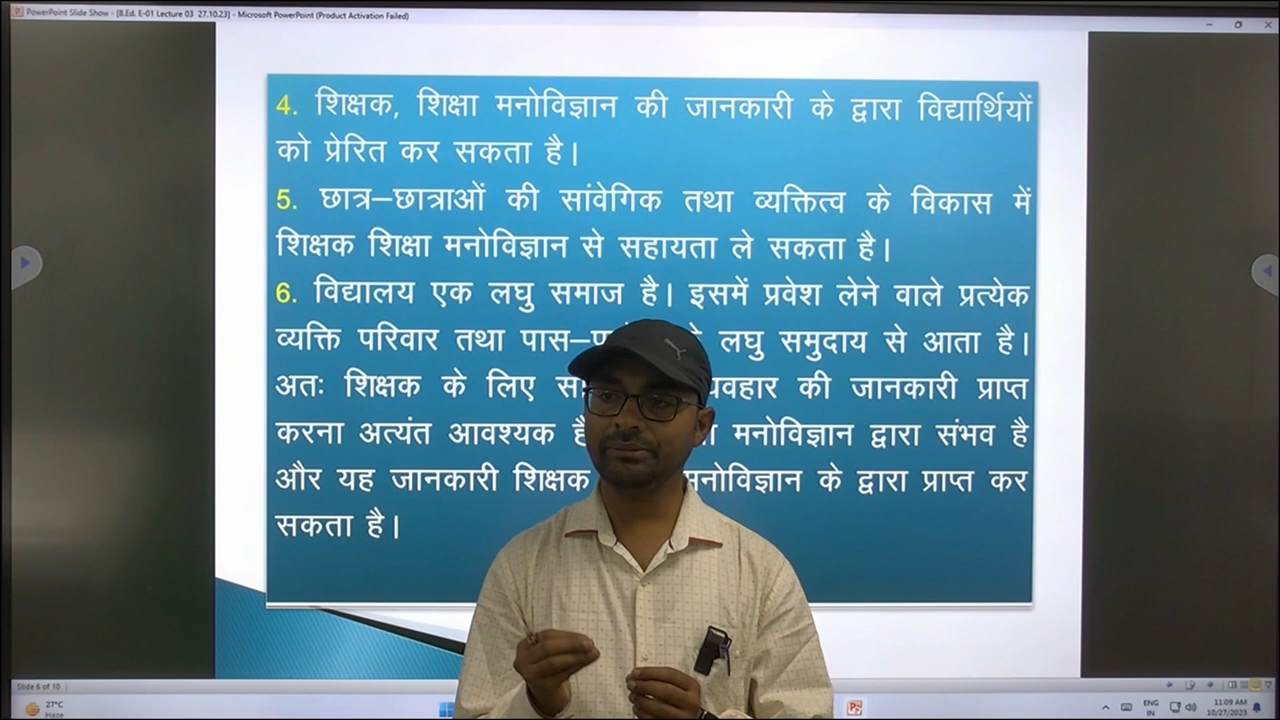 PowerPoint Slide Show - [B.Ed. E-01 Lecture 03 27.10.23] - Microsoft PowerPoint (Product Activation Failed)
4. शिक्षक, शिक्षा मनोविज्ञान की जानकारी के द्वारा विद्यार्थियों
को प्रेरित कर सकता है।
5. छात्र–छात्राओं की सांवेगिक तथा व्यक्तित्व के विकास में
शिक्षक शिक्षा मनोविज्ञान से सहायता ले सकता है।
6. विद्यालय एक लघु समाज है। इसमें प्रवेश लेने वाले प्रत्येक
व्यक्ति परिवार तथा पास– लघु समुदाय से आता है।
अतः शिक्षक के लिए की जानकारी प्राप्त
करना अत्यंत आवश्यक मनोविज्ञान द्वारा संभव है
और यह जानकारी शिक्षक मनोविज्ञान के द्वारा प्राप्त कर
सकता है।
Slide 6 of 10
27°C
Haze
ENG
IN
11:09 AM
10/27/2023